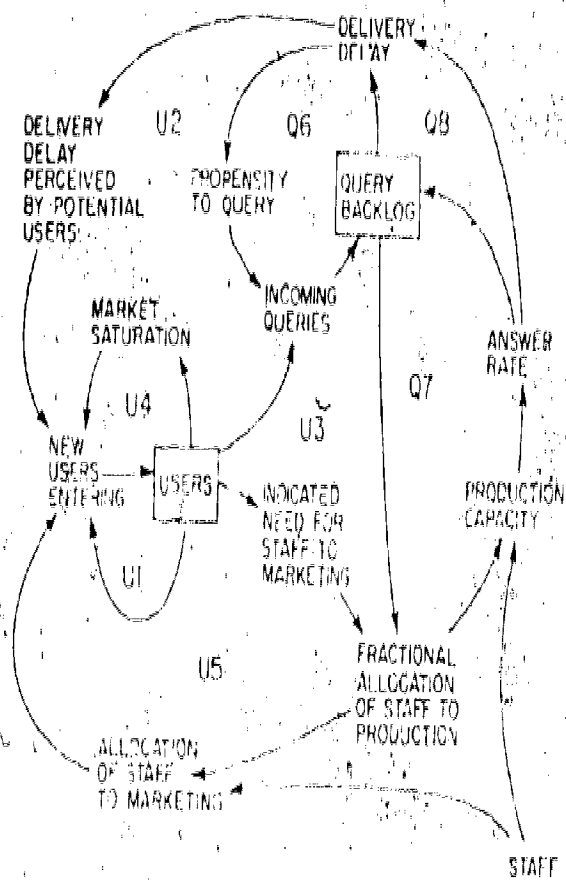 DELIVERY
DELAY
DELIVERY
DELAY
PERCEIVED
BY POTENTIAL
USERS
U2
Q6
Q8
PROPENSITY
TO QUERY
QUERY
BACKLOG
INCOMING
QUERIES
MARKET
SATURATION
ANSWER
RATE
U4
U3
Q7
NEW
USERS
ENTERING
USERS
INDICATED
NEED FOR
STAFF TO
MARKETING
PRODUCTION
CAPACITY
U1
U5
FRACTIONAL
ALLOCATION
OF STAFF TO
PRODUCTION
ALLOCATION
OF STAFF
TO MARKETING
STAFF